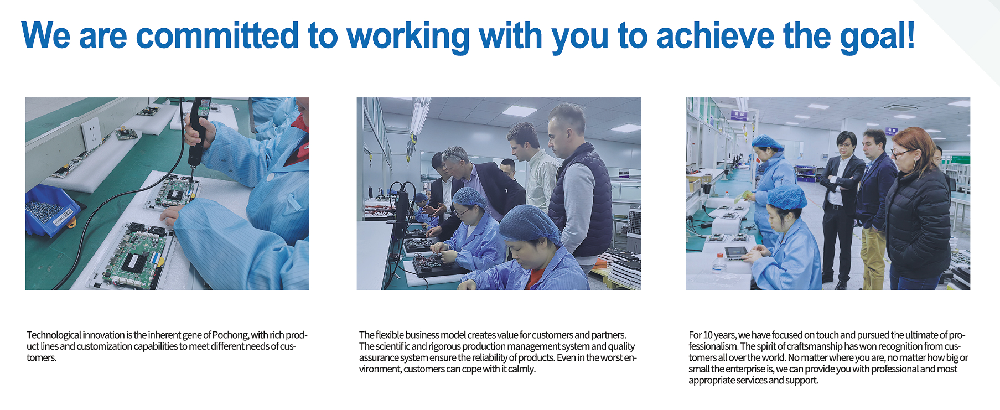 We are committed to working with you to achieve the goal!
Technological innovation is the inherent gene of Pochong, with rich prod-
uct lines and customization capabilities to meet different needs of cus-
tomers.
The flexible business model creates value for customers and partners.
The scientific and rigorous production management system and quality
assurance system ensure the reliability of products. Even in the worst en-
vironment, customers can cope with it calmly.
For 10 years, we have focused on touch and pursued the ultimate of pro-
fessionalism. The spirit of craftsmanship has won recognition from cus-
tomers all over the world. No matter where you are, no matter how big or
small the enterprise is, we can provide you with professional and most
appropriate services and support.